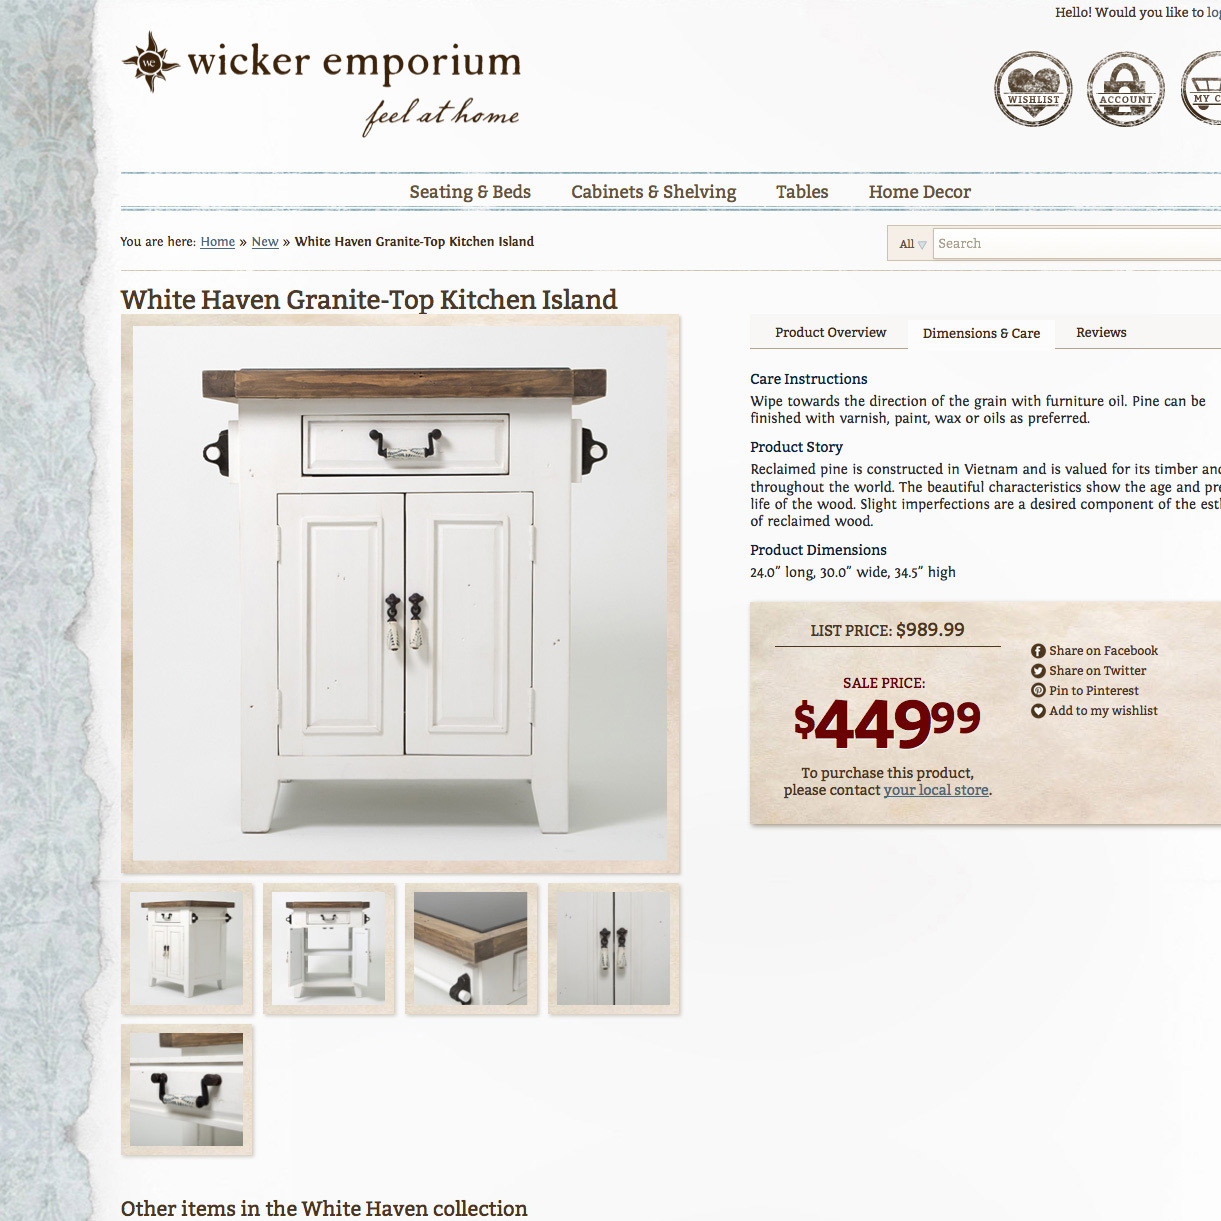 Hello! Would you like to
we
wicker emporium
feel at home
WISHLIST
ACCOUNT
MY
Seating & Beds
Cabinets & Shelving
Tables
Home Decor
You are here: Home » New » White Haven Granite-Top Kitchen Island
All
Search
White Haven Granite-Top Kitchen Island
Product Overview
Dimensions & Care
Reviews
Care Instructions
Wipe towards the direction of the grain with furniture oil. Pine can be
finished with varnish, paint, wax or oils as preferred.
Product Story
Reclaimed pine is constructed in Vietnam and is valued for its timber
throughout the world. The beautiful characteristics show the age and
life of the wood. Slight imperfections are a desired component of the
of reclaimed wood.
Product Dimensions
24.0” long, 30.0” wide, 34.5” high
LIST PRICE: $989.99
SALE PRICE:
$44999
To purchase this product,
please contact your local store.
Share on Facebook
Share on Twitter
Pin to Pinterest
Add to my wishlist
Other items in the White Haven collection